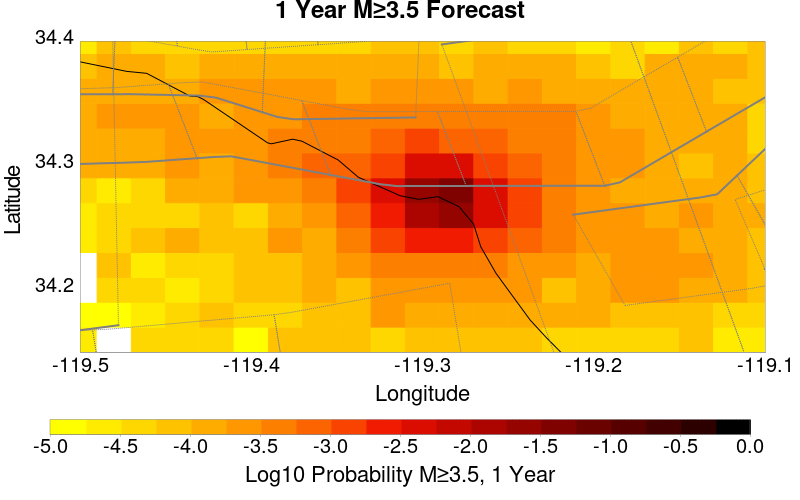 1 Year M≥3.5 Forecast
34.4
34.3
34.2
Latitude
-119.5 -119.4 -119.3 -119.2 -119.1
Longitude
-5.0 -4.5 -4.0 -3.5 -3.0 -2.5 -2.0 -1.5 -1.0 -0.5 0.0
Log10 Probability M≥3.5, 1 Year